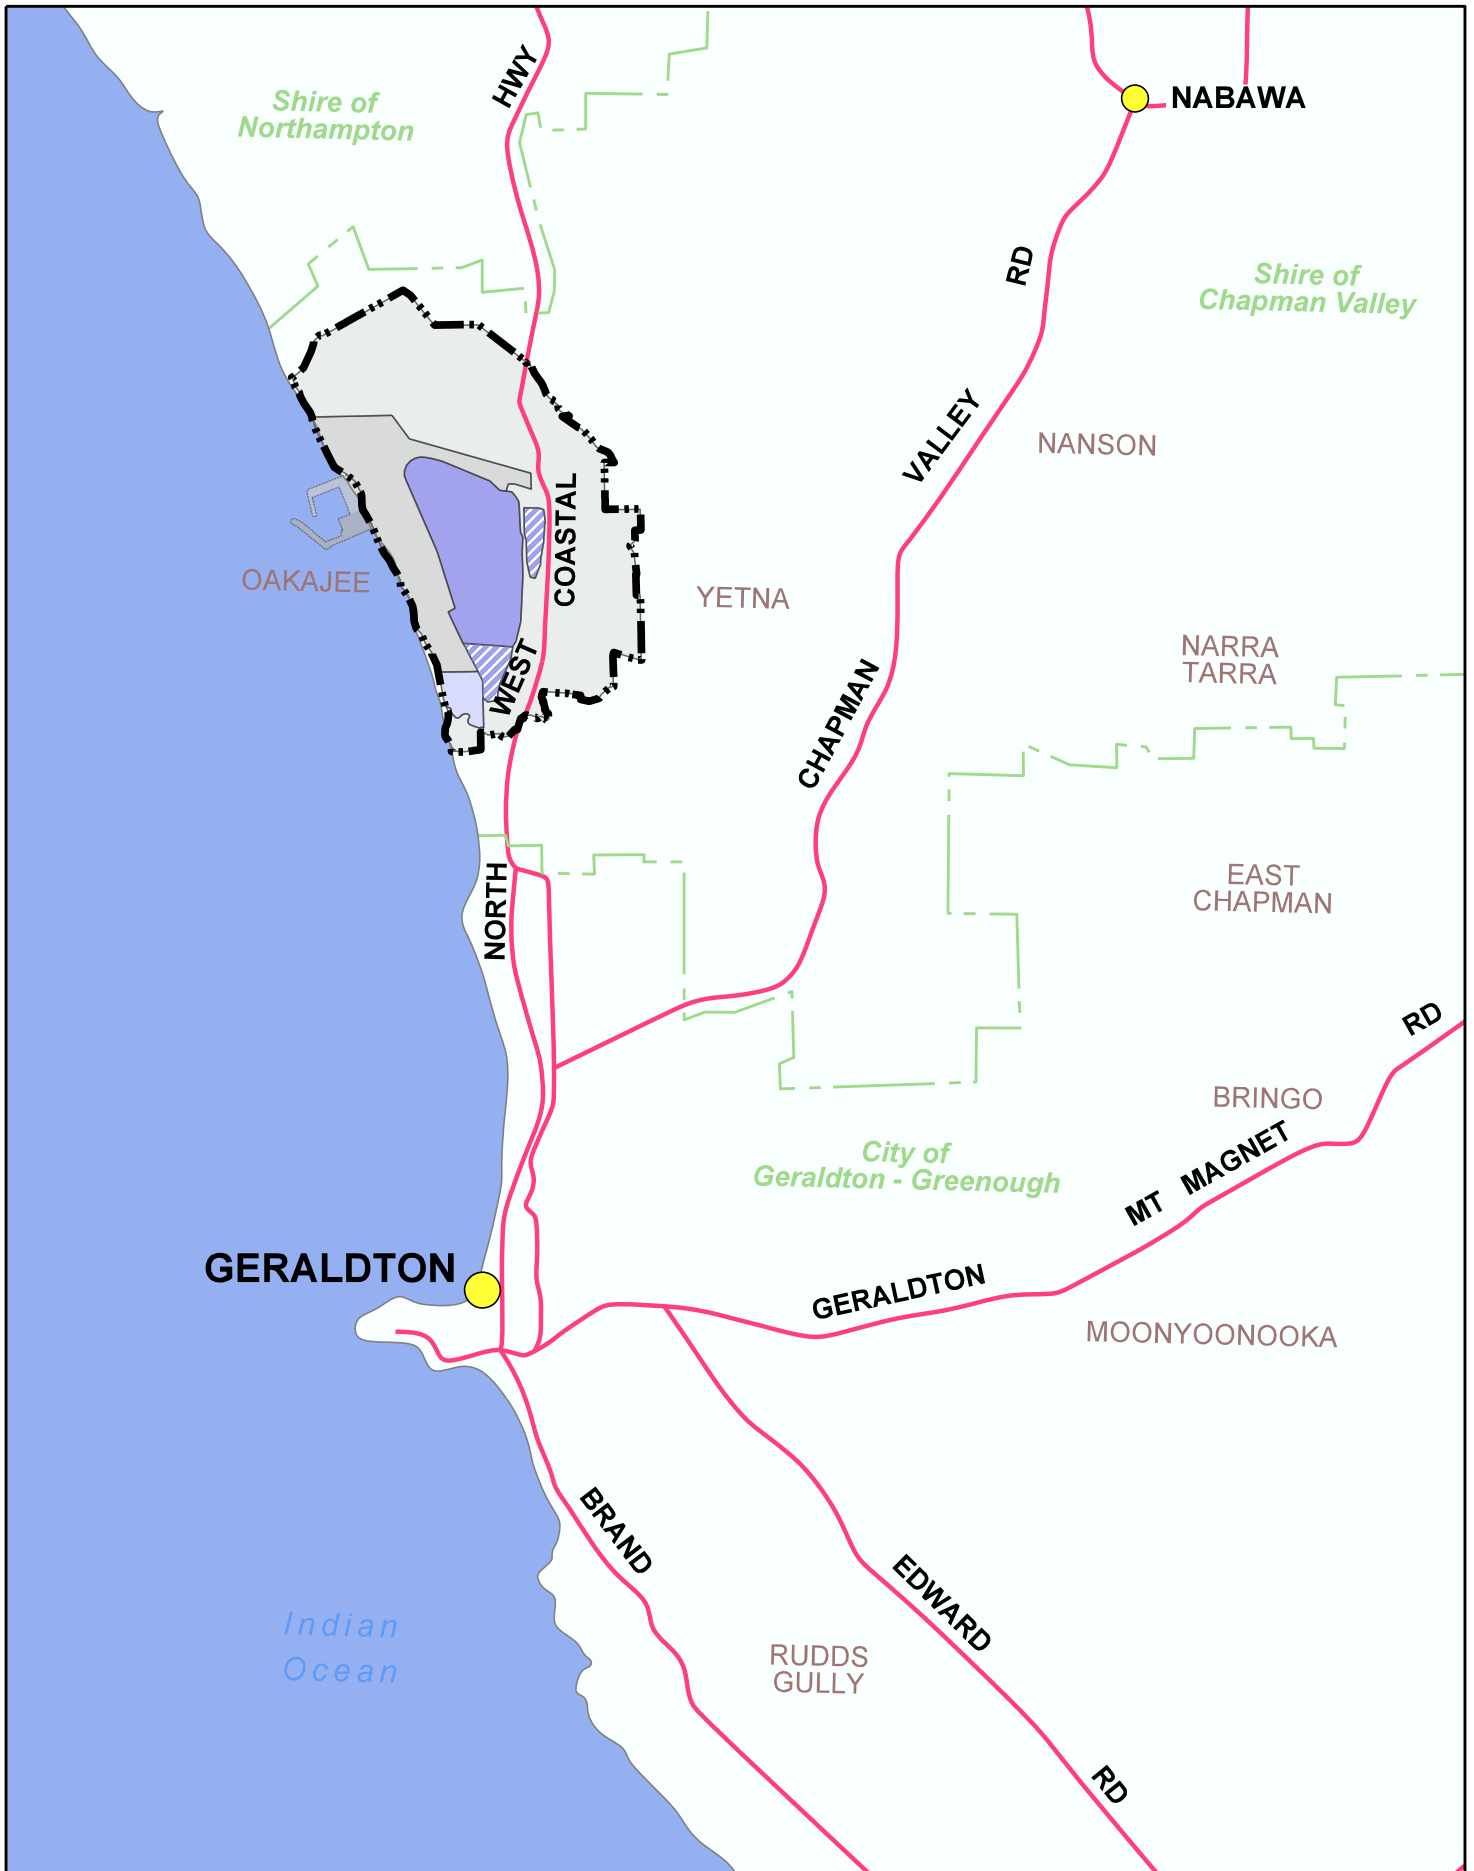 HWY
NABAWA
Shire of
Northampton
RD
Shire of
Chapman Valley
VALLEY
NANSON
COASTAL
OAKAJEE
YETNA
NARRA
TARRA
WEST
CHAPMAN
EAST
CHAPMAN
NORTH
RD
BRINGO
City of
Geraldton - Greenough
MT MAGNET
GERALDTON
GERALDTON
MOONYOONOOKA
BRAND
EDWARD
Indian
Ocean
RUDDS
GULLY
RD